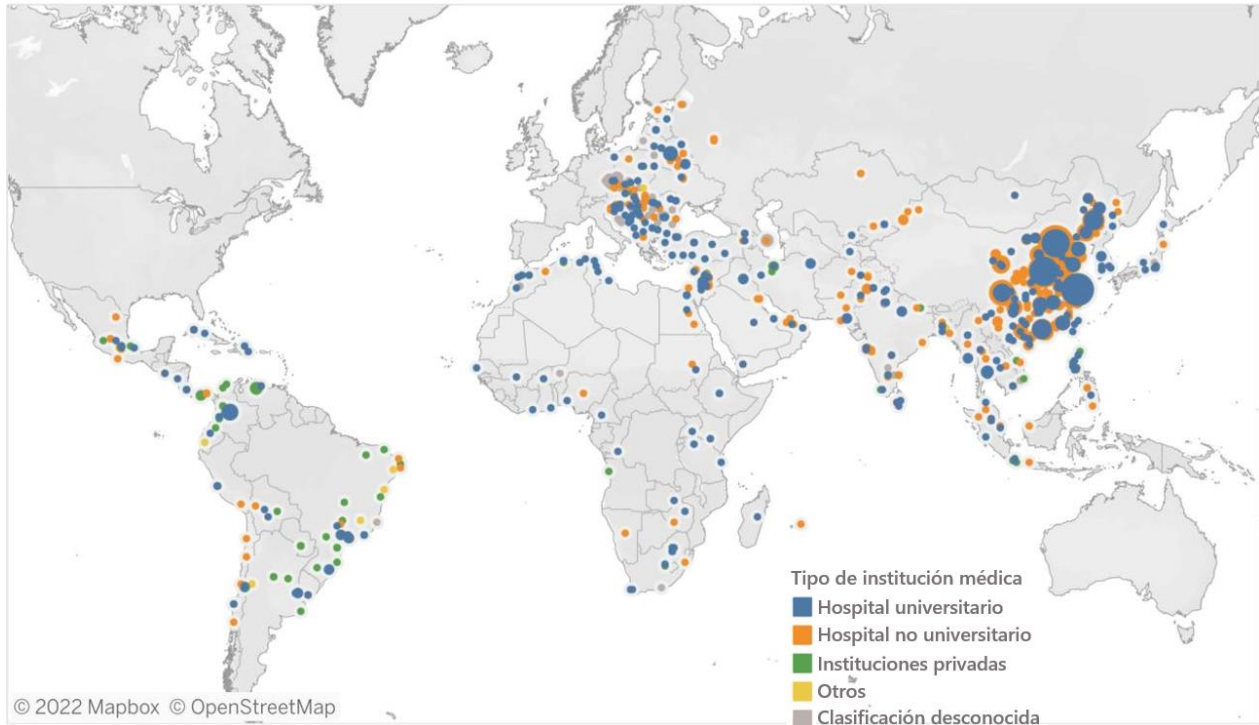 Tipo de institución médica
Hospital universitario
Hospital no universitario
Instituciones privadas
Otros
Clasificación desconocida
© 2022 Mapbox © OpenStreetMap